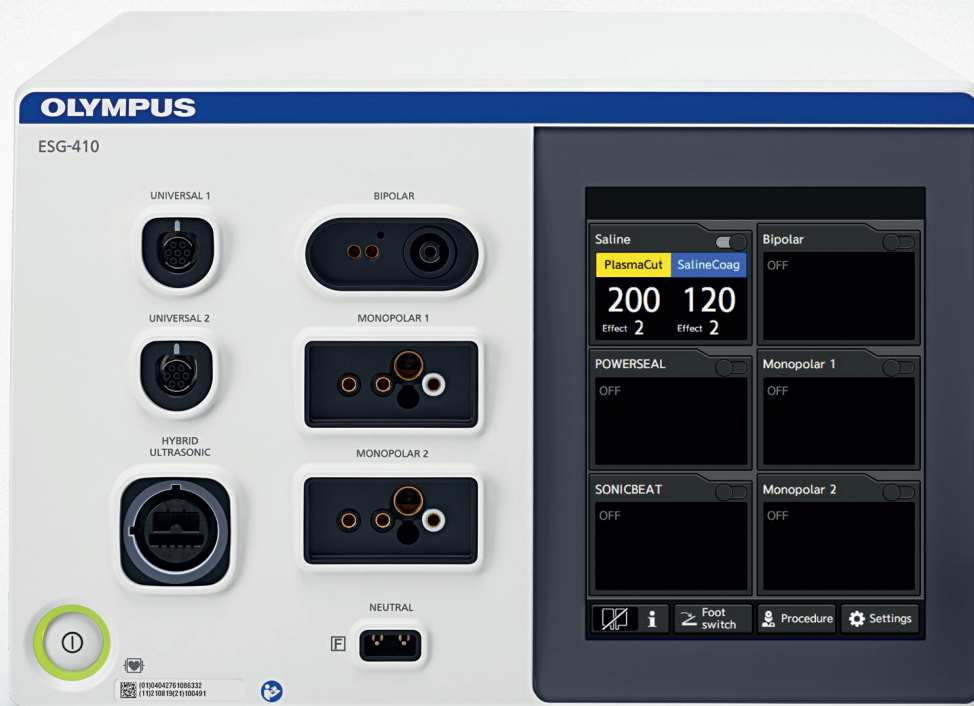 OLYMPUS
ESG-410
UNIVERSAL 1
BIPOLAR
UNIVERSAL 2
MONOPOLAR 1
HYBRID
ULTRASONIC
MONOPOLAR 2
NEUTRAL
F
(01)04042761086332
(11)210819(21)100491
Saline
PlasmaCut SalineCoag
200 120
Effect 2 Effect 2
Bipolar
OFF
POWERSEAL
OFF
Monopolar 1
OFF
SONICBEAT
OFF
Monopolar 2
OFF
i
Foot
switch
Procedure
Settings